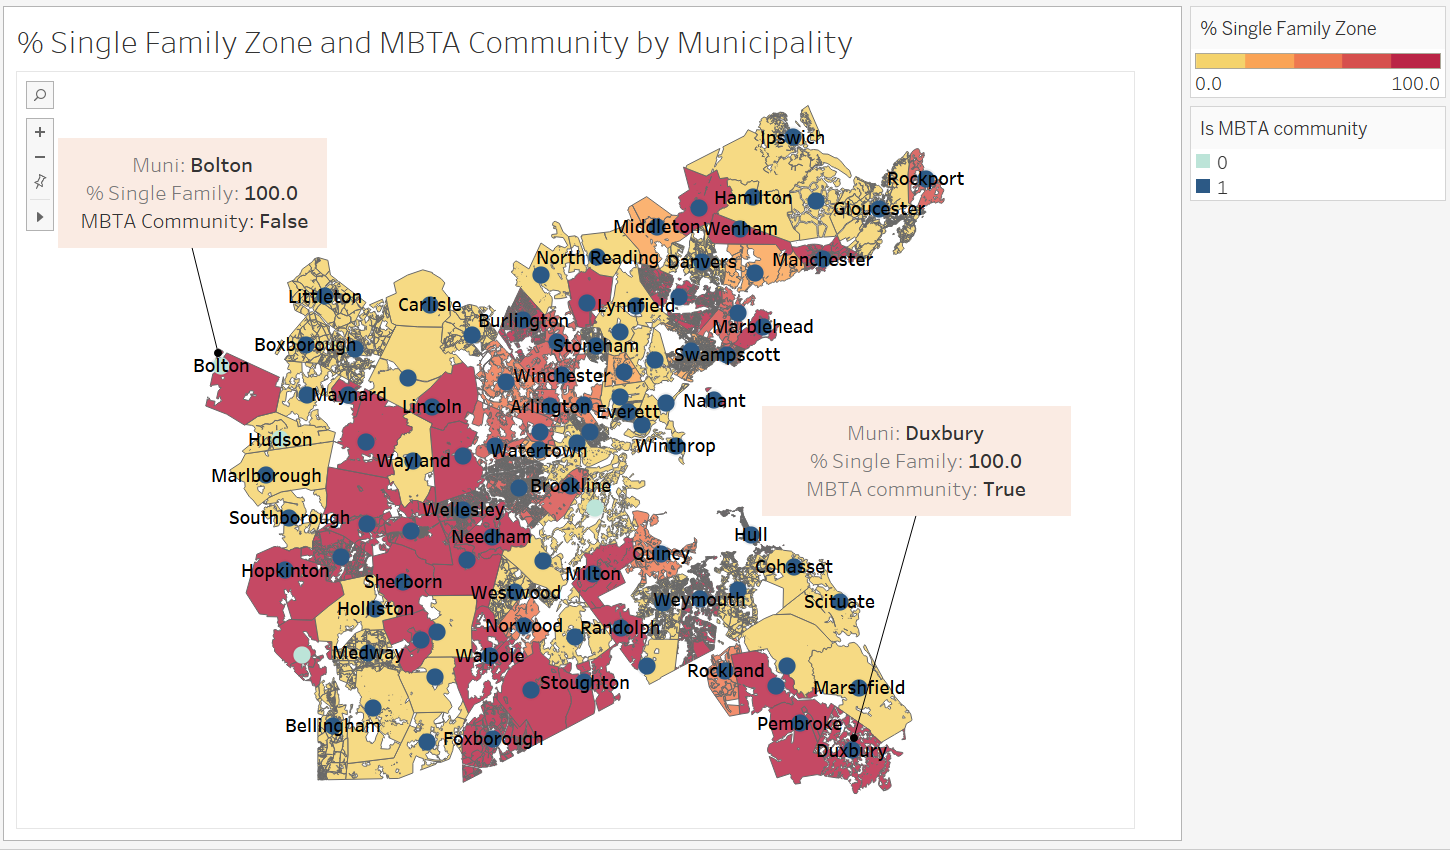 % Single Family Zone and MBTA Community by Municipality
% Single Family Zone
0.0 100.0
Is MBTA community
0
1
Muni: Bolton
% Single Family: 100.0
MBTA Community: False
Ipswich
Rockport
Hamilton
Gloucester
Middleton Wenham
North Reading Danvers Manchester
Littleton
Carlisle
Lynnfield
Burlington
Marblehead
Boxborough
Stoneham
Swampscott
Bolton
Winchester
Maynard
Lincoln
Arlington
Everett
Nahant
Hudson
Watertown
Winthrop
Wayland
Marlborough
Brookline
Southborough
Wellesley
Needham
Muni: Duxbury
% Single Family: 100.0
MBTA community: True
Hull
Quincy
Cohasset
Hopkinton
Milton
Sherborn
Westwood
Weymouth
Scituate
Holliston
Norwood
Randolph
Medway
Walpole
Rockland
Stoughton
Marshfield
Bellingham
Pembroke
Foxborough
Duxbury